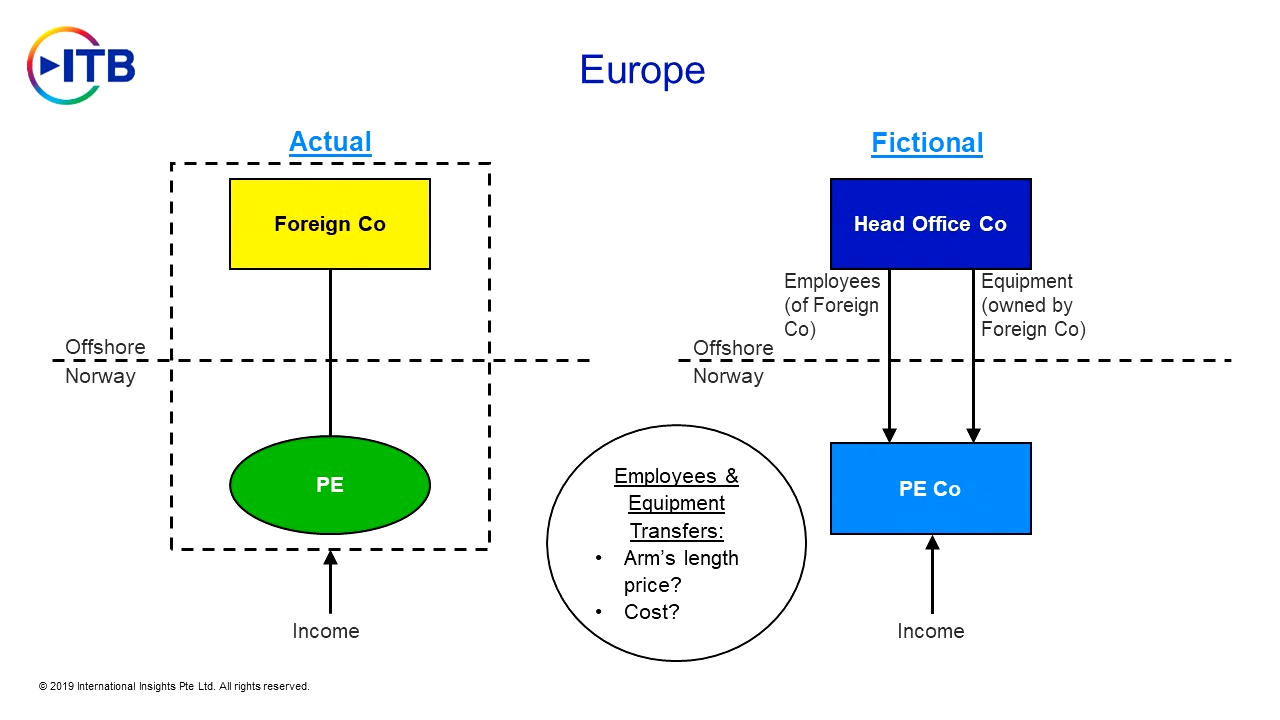 ITB
Europe
Actual
Foreign Co
Offshore
Norway
PE
Income
Fictional
Head Office Co
Employees
(of Foreign
Co)
Equipment
(owned by
Foreign Co)
Offshore
Norway
PE Co
Income
Employees &
Equipment
Transfers:
• Arm's length
price?
• Cost?
© 2019 International Insights Pte Ltd. All rights reserved.